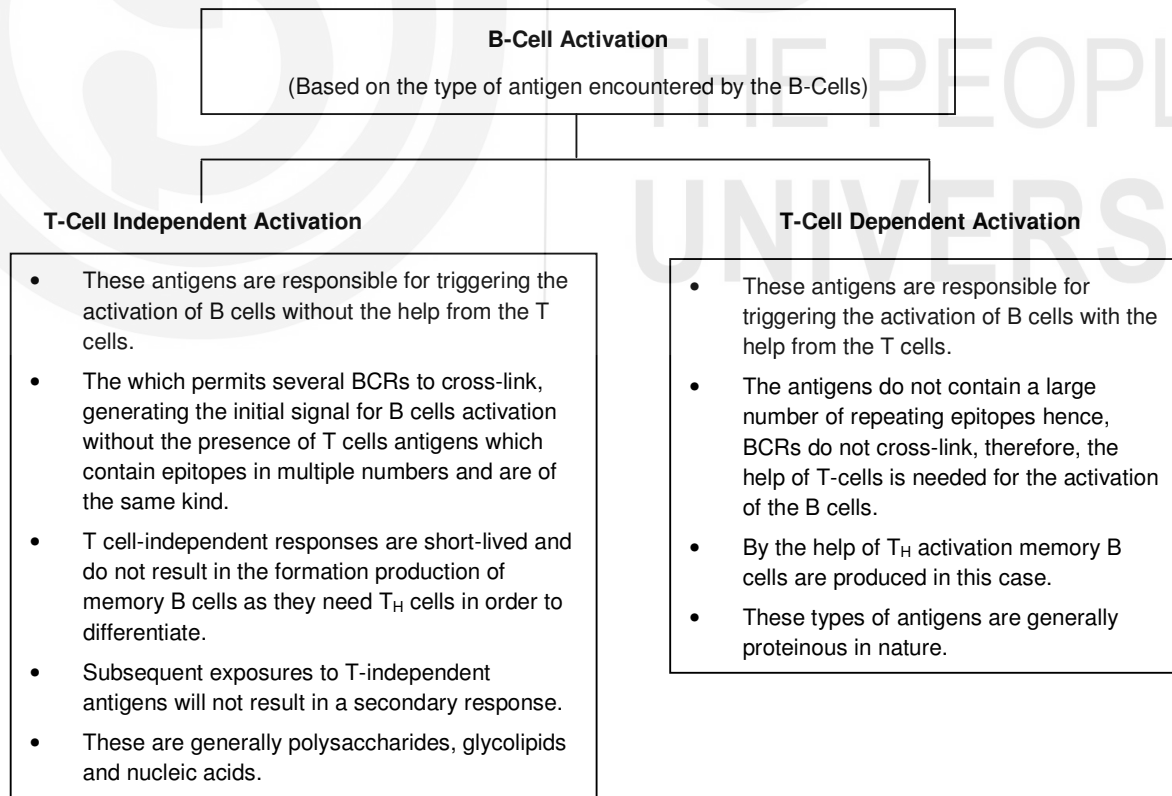 B-Cell Activation
(Based on the type of antigen encountered by the B-Cells)
THE PEOPL
UNIVERS
T-Cell Independent Activation
• These antigens are responsible for triggering the
activation of B cells without the help from the T
cells.
• The which permits several BCRs to cross-link,
generating the initial signal for B cells activation
without the presence of T cells antigens which
contain epitopes in multiple numbers and are of
the same kind.
• T cell-independent responses are short-lived and
do not result in the formation production of
memory B cells as they need TH cells in order to
differentiate.
• Subsequent exposures to T-independent
antigens will not result in a secondary response.
• These are generally polysaccharides, glycolipids
and nucleic acids.
T-Cell Dependent Activation
• These antigens are responsible for
triggering the activation of B cells with the
help from the T cells.
• The antigens do not contain a large
number of repeating epitopes hence,
BCRs do not cross-link, therefore, the
help of T-cells is needed for the activation
of the B cells.
• By the help of TH activation memory B
cells are produced in this case.
• These types of antigens are generally
proteinous in nature.